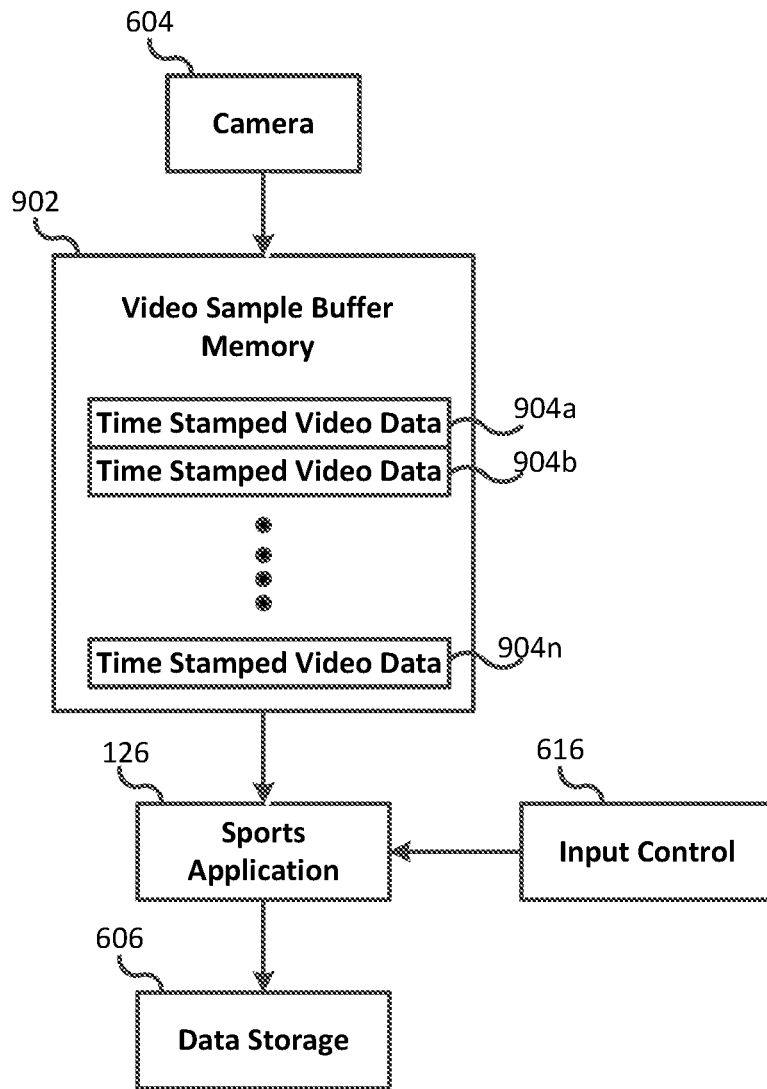 604
Camera
902
Video Sample Buffer
Memory
Time Stamped Video Data
904a
Time Stamped Video Data
904b
Time Stamped Video Data
904n
126
616
Sports
Application
Input Control
606
Data Storage